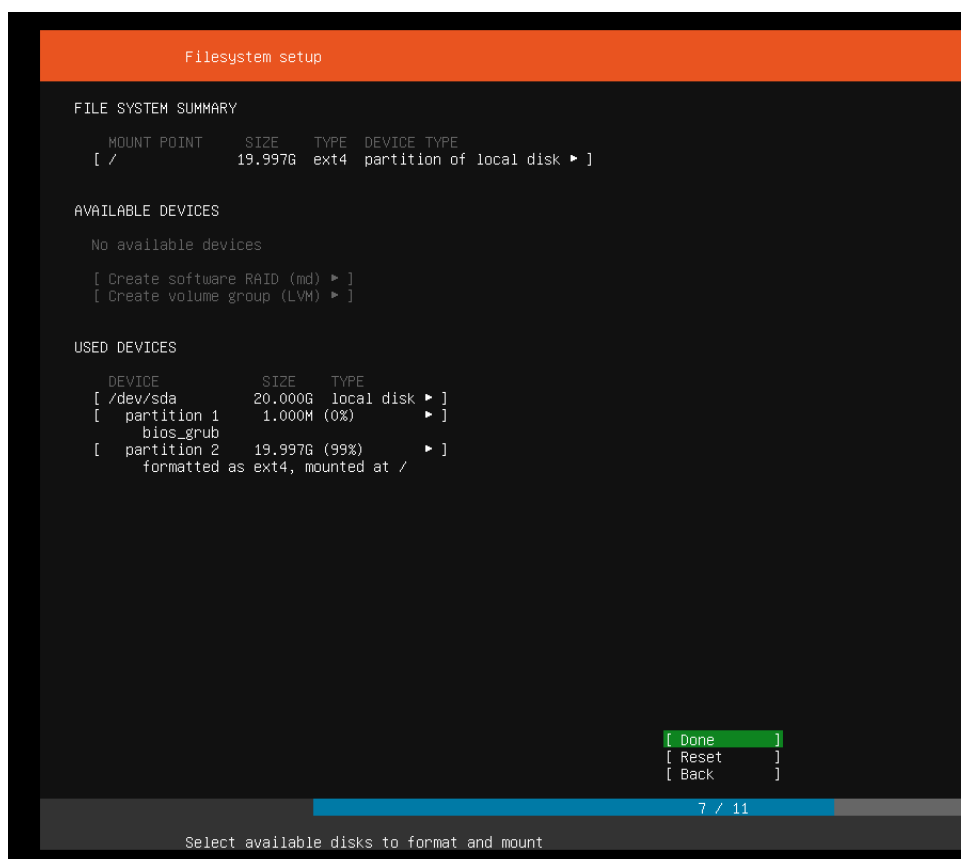 Filesystem setup
FILE SYSTEM SUMMARY
MOUNT POINT SIZE TYPE DEVICE TYPE
[ / 19.997G ext4 partition of local disk ▸ ]
AVAILABLE DEVICES
No available devices
[ Create software RAID (md) ▸ ]
[ Create volume group (LVM) ▸ ]
USED DEVICES
DEVICE SIZE TYPE
[ /dev/sda 20.000G local disk ▸ ]
[ partition 1 1.000M (0%) ▸ ]
bios_grub
[ partition 2 19.997G (99%) ▸ ]
formatted as ext4, mounted at /
[ Done ]
[ Reset ]
[ Back ]
7 / 11
Select available disks to format and mount